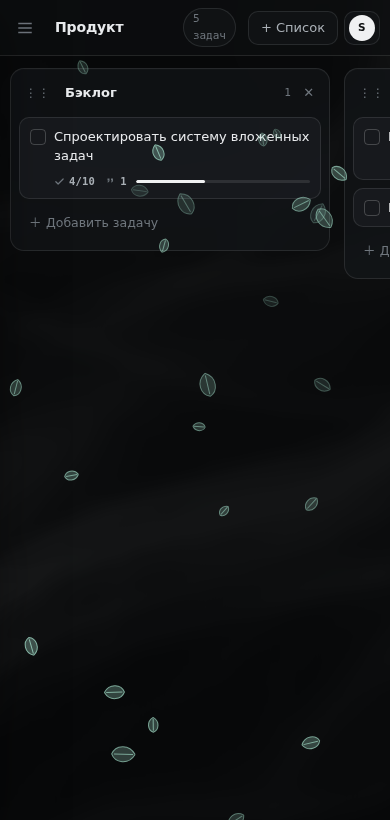 Продукт
5
задач
+ Список
S
Бэклог
1 ×
Спроектировать систему вложенных
задач
4/10 " 1
+ Добавить задачу
+ Д